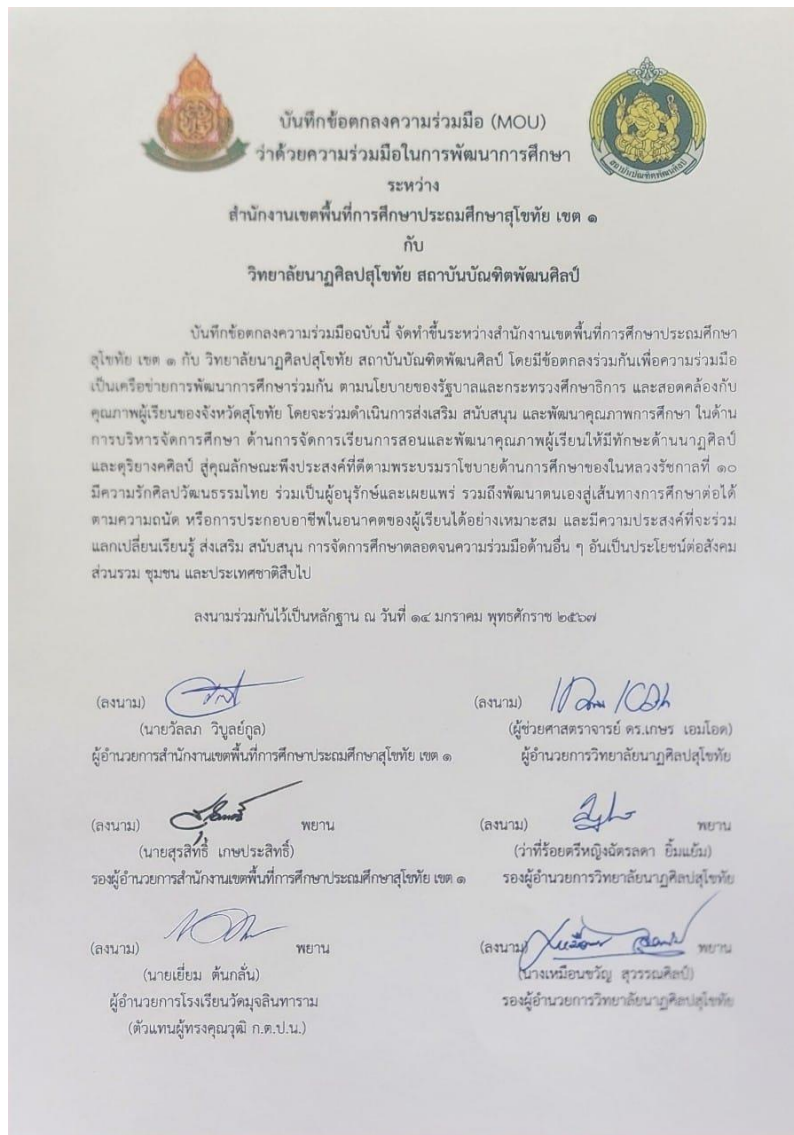 บันทึกข้อตกลงความร่วมมือ (MOU)
ว่าด้วยความร่วมมือในการพัฒนาการศึกษา
ระหว่าง
สำนักงานเขตพื้นที่การศึกษาประถมศึกษาสุโขทัย เขต ๑
กับ
วิทยาลัยนาฏศิลปสุโขทัย สถาบันบัณฑิตพัฒนศิลป์
สถาบันบัณฑิตพัฒนศิลป์
บันทึกข้อตกลงความร่วมมือฉบับนี้ จัดทำขึ้นระหว่างสำนักงานเขตพื้นที่การศึกษาประถมศึกษา
สุโขทัย เขต ๑ กับ วิทยาลัยนาฏศิลปสุโขทัย สถาบันบัณฑิตพัฒนศิลป์ โดยมีข้อตกลงร่วมกันเพื่อความร่วมมือ
เป็นเครือข่ายการพัฒนาการศึกษาร่วมกัน ตามนโยบายของรัฐบาลและกระทรวงศึกษาธิการ และสอดคล้องกับ
คุณภาพผู้เรียนของจังหวัดสุโขทัย โดยจะร่วมดำเนินการส่งเสริม สนับสนุน และพัฒนาคุณภาพการศึกษา ในด้าน
การบริหารจัดการศึกษา ด้านการจัดการเรียนการสอนและพัฒนาคุณภาพผู้เรียนให้มีทักษะด้านนาฏศิลป์
และดุริยางคศิลป์ สู่คุณลักษณะพึงประสงค์ที่ดีตามพระบรมราโชบายด้านการศึกษาของในหลวงรัชกาลที่ ๑๐
มีความรักศิลปวัฒนธรรมไทย ร่วมเป็นผู้อนุรักษ์และเผยแพร่ รวมถึงพัฒนาตนเองสู่เส้นทางการศึกษาต่อได้
ตามความถนัด หรือการประกอบอาชีพในอนาคตของผู้เรียนได้อย่างเหมาะสม และมีความประสงค์ที่จะร่วม
แลกเปลี่ยนเรียนรู้ ส่งเสริม สนับสนุน การจัดการศึกษาตลอดจนความร่วมมือด้านอื่น ๆ อันเป็นประโยชน์ต่อสังคม
ส่วนรวม ชุมชน และประเทศชาติสืบไป
ลงนามร่วมกันไว้เป็นหลักฐาน ณ วันที่ ๑๔ มกราคม พุทธศักราช ๒๕๖๗
(ลงนาม) (ลงนาม)
(นายวัลลภ วิบูลย์กูล) (ผู้ช่วยศาสตราจารย์ ดร.เกษร เอมโอด)
ผู้อำนวยการสำนักงานเขตพื้นที่การศึกษาประถมศึกษาสุโขทัย เขต ๑ ผู้อำนวยการวิทยาลัยนาฏศิลปสุโขทัย
(ลงนาม) พยาน (ลงนาม) พยาน
(นายสุรสิทธิ์ เกษประสิทธิ์) (ว่าที่ร้อยตรีหญิงฉัตรลดา ยิ้มแย้ม)
รองผู้อำนวยการสำนักงานเขตพื้นที่การศึกษาประถมศึกษาสุโขทัย เขต ๑ รองผู้อำนวยการวิทยาลัยนาฏศิลปสุโขทัย
(ลงนาม) พยาน (ลงนาม) พยาน
(นายเยี่ยม ต้นกลั่น) (นางเหมือนขวัญ สุวรรณศิลป์)
ผู้อำนวยการโรงเรียนวัดมุจลินทาราม รองผู้อำนวยการวิทยาลัยนาฏศิลปสุโขทัย
(ตัวแทนผู้ทรงคุณวุฒิ ก.ต.ป.น.)